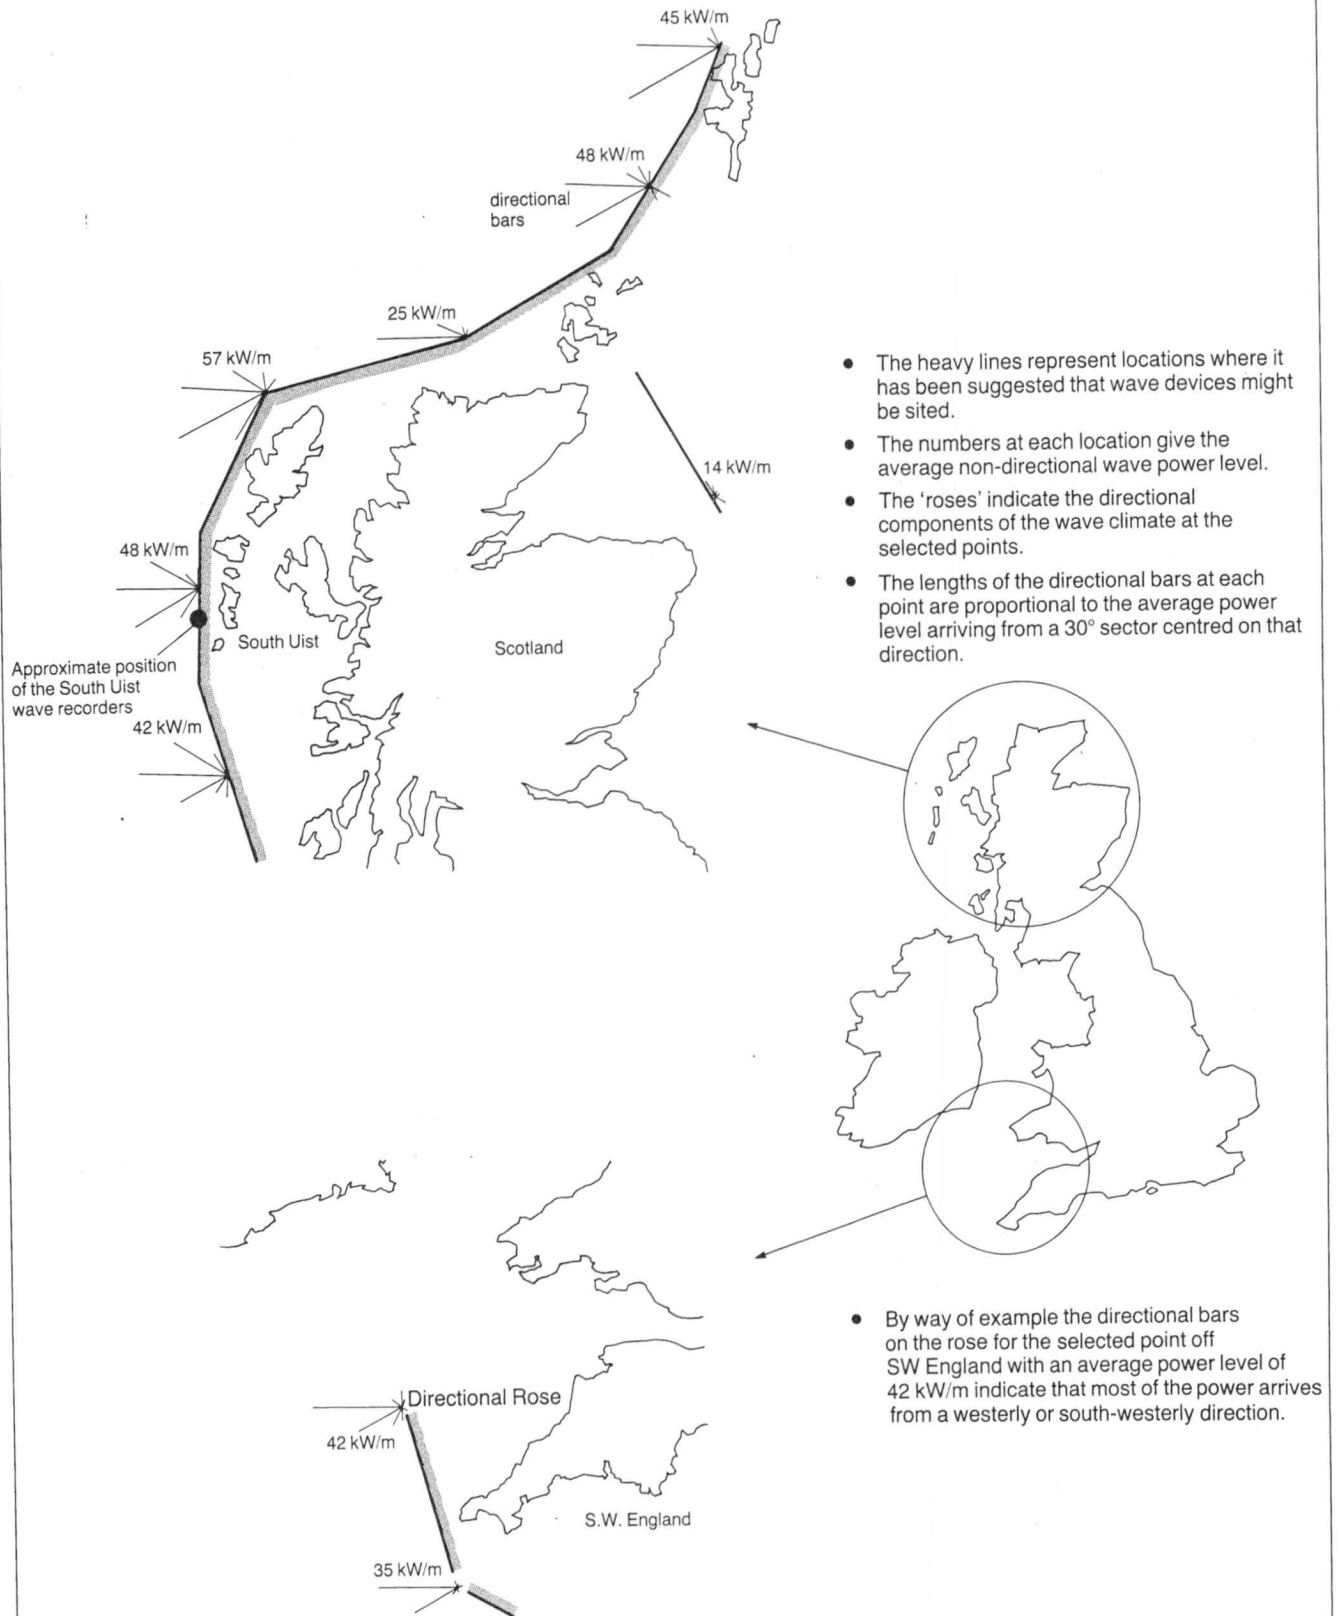 45 kW/m
48 kW/m
directional
bars
25 kW/m
57 kW/m
14 kW/m
48 kW/m
South Uist
Scotland
Approximate position
of the South Uist
wave recorders
42 kW/m
• The heavy lines represent locations where it
has been suggested that wave devices might
be sited.
• The numbers at each location give the
average non-directional wave power level.
• The ‘roses’ indicate the directional
components of the wave climate at the
selected points.
• The lengths of the directional bars at each
point are proportional to the average power
level arriving from a 30° sector centred on that
direction.
Directional Rose
42 kW/m
S.W. England
35 kW/m
• By way of example the directional bars
on the rose for the selected point off
SW England with an average power level of
42 kW/m indicate that most of the power arrives
from a westerly or south-westerly direction.